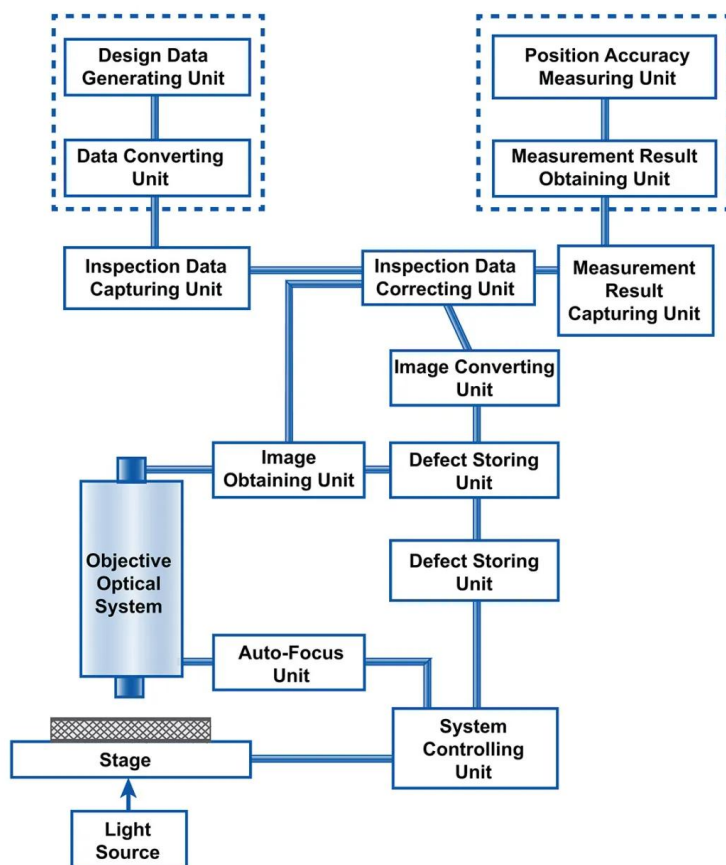 Design Data
Generating Unit
Position Accuracy
Measuring Unit
Data Converting
Unit
Measurement Result
Obtaining Unit
Inspection Data
Capturing Unit
Inspection Data
Correcting Unit
Measurement
Result
Capturing Unit
Image Converting
Unit
Image
Obtaining Unit
Defect Storing
Unit
Objective
Optical
System
Defect Storing
Unit
Auto-Focus
Unit
System
Controlling
Unit
Stage
Light
Source